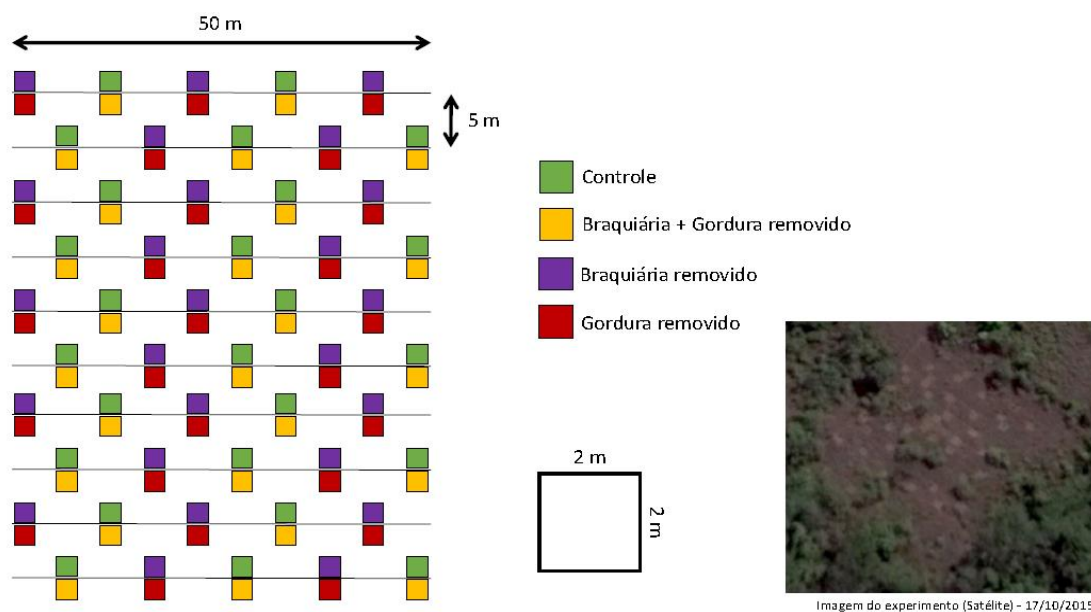 50 m
5 m
Controle
Braquiária + Gordura removido
Braquiária removido
Gordura removido
2 m
2 m
Imagem do experimento (Satélite) - 17/10/2015